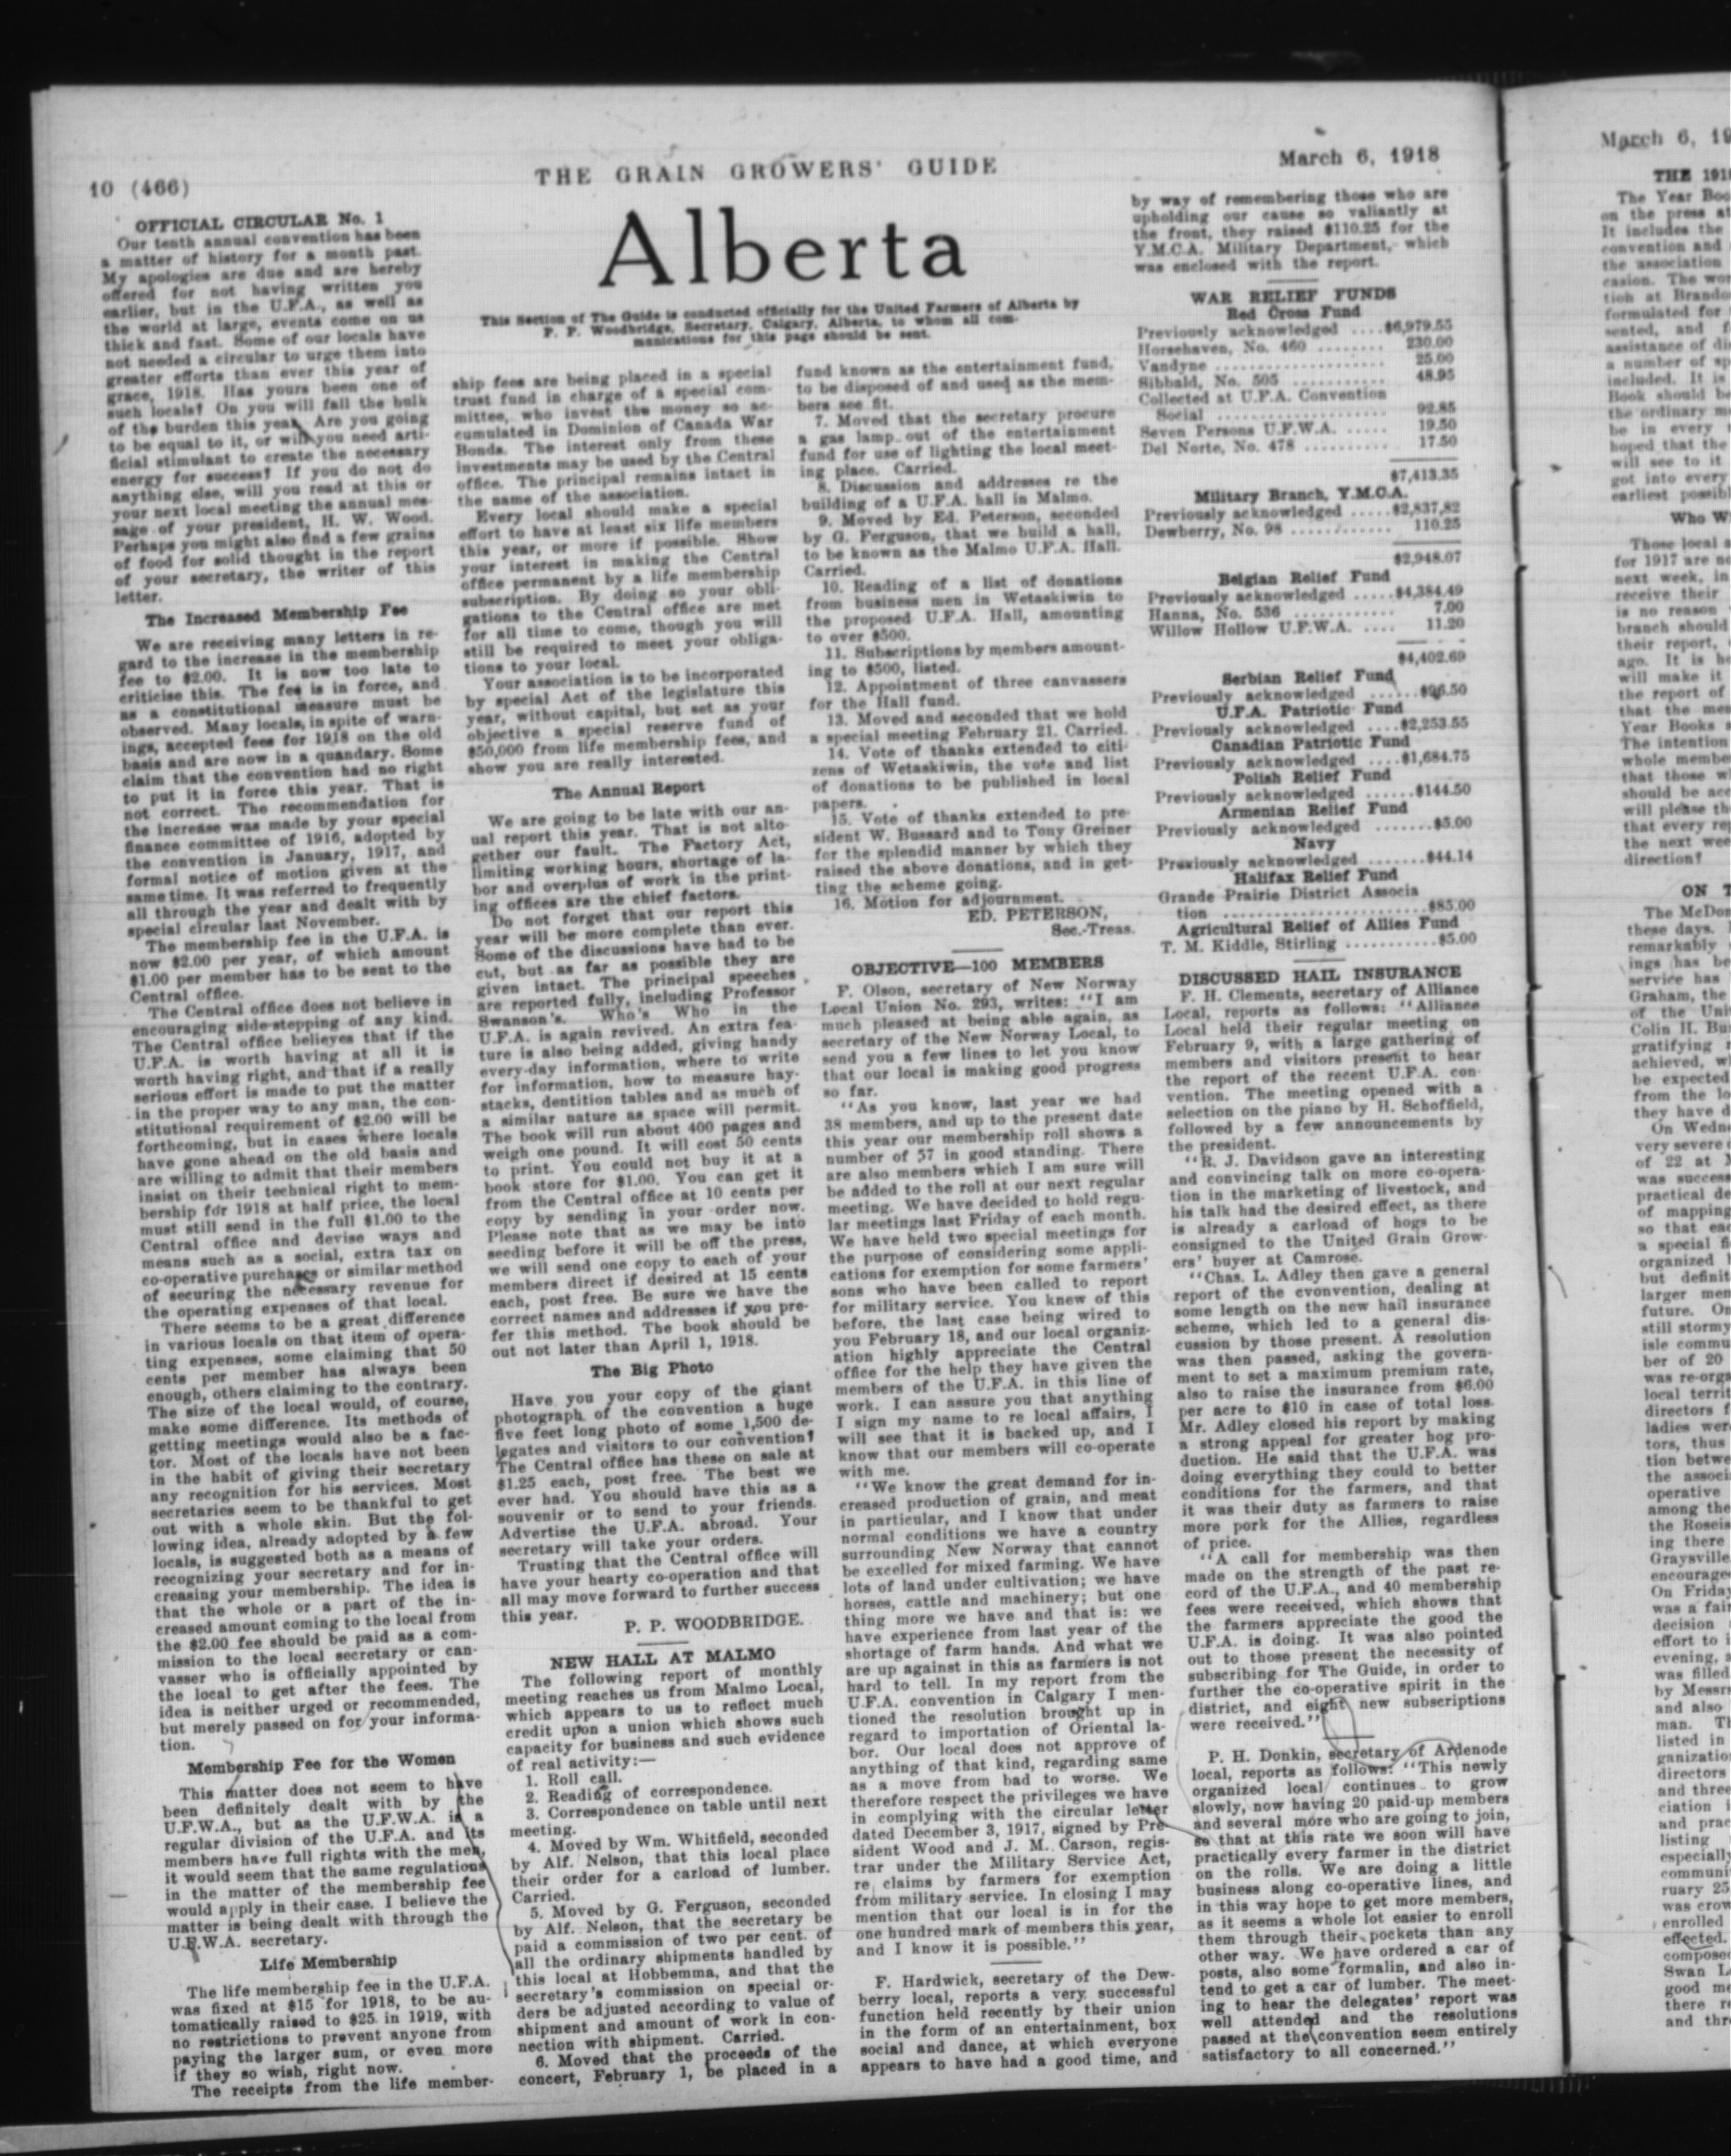 10 (466)
THE GRAIN GROWERS' GUIDE
March 6, 1918
Alberta
This Section of The Guide is conducted officially for the United Farmers of Alberta by
P. P. Woodbridge, Secretary, Calgary, Alberta, to whom all com-
munications for this page should be sent.
OFFICIAL CIRCULAR No. 1
Our tenth annual convention has been
a matter of history for a month past.
My apologies are due and are hereby
offered for not having written you
earlier, but in the U.F.A., as well as
the world at large, events come on us
thick and fast. Some of our locals have
not needed a circular to urge them into
greater efforts than ever this year of
grace, 1918. Has yours been one of
such locals? On you will fall the bulk
of the burden this year. Are you going
to be equal to it, or will you need arti-
ficial stimulant to create the necessary
energy for success? If you do not do
anything else, will you read at this or
your next local meeting the annual mes-
sage of your president, H. W. Wood.
Perhaps you might also find a few grains
of food for solid thought in the report
of your secretary, the writer of this
letter.
The Increased Membership Fee
We are receiving many letters in re-
gard to the increase in the membership
fee to $2.00. It is now too late to
criticise this. The fee is in force, and
as a constitutional measure must be
observed. Many locals, in spite of warn-
ings, accepted fees for 1918 on the old
basis and are now in a quandary. Some
claim that the convention had no right
to put it in force this year. That is
not correct. The recommendation for
the increase was made by your special
finance committee of 1916, adopted by
the convention in January, 1917, and
formal notice of motion given at the
same time. It was referred to frequently
all through the year and dealt with by
special circular last November.
The membership fee in the U.F.A. is
now $2.00 per year, of which amount
$1.00 per member has to be sent to the
Central office.
The Central office does not believe in
encouraging side-stepping of any kind.
The Central office believes that if the
U.F.A. is worth having at all it is
worth having right, and that if a really
serious effort is made to put the matter
in the proper way to any man, the con-
stitutional requirement of $2.00 will be
forthcoming, but in cases where locals
have gone ahead on the old basis and
are willing to admit that their members
insist on their technical right to mem-
bership for 1918 at half price, the local
must still send in the full $1.00 to the
Central office and devise ways and
means such as a social, extra tax on
co-operative purchases or similar method
of securing the necessary revenue for
the operating expenses of that local.
There seems to be a great difference
in various locals on that item of opera-
ting expenses, some claiming that 50
cents per member has always been
enough, others claiming to the contrary.
The size of the local would, of course,
make some difference. Its methods of
getting meetings would also be a fac-
tor. Most of the locals have not been
in the habit of giving their secretary
any recognition for his services. Most
secretaries seem to be thankful to get
out with a whole skin. But the fol-
lowing idea, already adopted by a few
locals, is suggested both as a means of
recognizing your secretary and for in-
creasing your membership. The idea is
that the whole or a part of the in-
creased amount coming to the local from
the $2.00 fee should be paid as a com-
mission to the local secretary or can-
vasser who is officially appointed by
the local to get after the fees. The
idea is neither urged or recommended,
but merely passed on for your informa-
tion.
Membership Fee for the Women
This matter does not seem to have
been definitely dealt with by the
U.F.W.A., but as the U.F.W.A. is a
regular division of the U.F.A. and its
members have full rights with the men,
it would seem that the same regulations
in the matter of the membership fee
would apply in their case. I believe the
matter is being dealt with through the
U.F.W.A. secretary.
Life Membership
The life membership fee in the U.F.A.
was fixed at $15 for 1918, to be au-
tomatically raised to $25 in 1919, with
no restrictions to prevent anyone from
paying the larger sum, or even more
if they so wish, right now.
The receipts from the life member-
ship fees are being placed in a special
trust fund in charge of a special com-
mittee, who invest the money so ac-
cumulated in Dominion of Canada War
Bonds. The interest only from these
investments may be used by the Central
office. The principal remains intact in
the name of the association.
Every local should make a special
effort to have at least six life members
this year, or more if possible. Show
your interest in making the Central
office permanent by a life membership
subscription. By doing so your obli-
gations to the Central office are met
for all time to come, though you will
still be required to meet your obliga-
tions to your local.
Your association is to be incorporated
by special Act of the legislature this
year, without capital, but set as your
objective a special reserve fund of
$50,000 from life membership fees, and
show you are really interested.
The Annual Report
We are going to be late with our an-
ual report this year. That is not alto-
gether our fault. The Factory Act,
limiting working hours, shortage of la-
bor and overplus of work in the print-
ing offices are the chief factors.
Do not forget that our report this
year will be more complete than ever.
Some of the discussions have had to be
cut, but as far as possible they are
given intact. The principal speeches
are reported fully, including Professor
Swanson's. Who's Who in the
U.F.A. is again revived. An extra fea-
ture is also being added, giving handy
every-day information, where to write
for information, how to measure hay-
stacks, dentition tables and as much of
a similar nature as space will permit.
The book will run about 400 pages and
weigh one pound. It will cost 50 cents
to print. You could not buy it at a
book store for $1.00. You can get it
from the Central office at 10 cents per
copy by sending in your order now.
Please note that as we may be into
seeding before it will be off the press,
we will send one copy to each of your
members direct if desired at 15 cents
each, post free. Be sure we have the
correct names and addresses if you pre-
fer this method. The book should be
out not later than April 1, 1918.
The Big Photo
Have you your copy of the giant
photograph of the convention a huge
five feet long photo of some 1,500 de-
legates and visitors to our convention?
The Central office has these on sale at
$1.25 each, post free. The best we
ever had. You should have this as a
souvenir or to send to your friends.
Advertise the U.F.A. abroad. Your
secretary will take your orders.
Trusting that the Central office will
have your hearty co-operation and that
all may move forward to further success
this year.
P. P. WOODBRIDGE.
NEW HALL AT MALMO
The following report of monthly
meeting reaches us from Malmo Local,
which appears to us to reflect much
credit upon a union which shows such
capacity for business and such evidence
of real activity:—
1. Roll call.
2. Reading of correspondence.
3. Correspondence on table until next
meeting.
4. Moved by Wm. Whitfield, seconded
by Alf. Nelson, that this local place
their order for a carload of lumber.
Carried.
5. Moved by G. Ferguson, seconded
by Alf. Nelson, that the secretary be
paid a commission of two per cent. of
all the ordinary shipments handled by
this local at Hobbemma, and that the
secretary's commission on special or-
ders be adjusted according to value of
shipment and amount of work in con-
nection with shipment. Carried.
6. Moved that the proceeds of the
concert, February 1, be placed in a
fund known as the entertainment fund,
to be disposed of and used as the mem-
bers see fit.
7. Moved that the secretary procure
a gas lamp out of the entertainment
fund for use of lighting the local meet-
ing place. Carried.
8. Discussion and addresses re the
building of a U.F.A. hall in Malmo.
9. Moved by Ed. Peterson, seconded
by G. Ferguson, that we build a hall,
to be known as the Malmo U.F.A. Hall.
Carried.
10. Reading of a list of donations
from business men in Wetaskiwin to
the proposed U.F.A. Hall, amounting
to over $500.
11. Subscriptions by members amount-
ing to $500, listed.
12. Appointment of three canvassers
for the Hall fund.
13. Moved and seconded that we hold
a special meeting February 21. Carried.
14. Vote of thanks extended to citi-
zens of Wetaskiwin, the vote and list
of donations to be published in local
papers.
15. Vote of thanks extended to pre-
sident W. Bussard and to Tony Greiner
for the splendid manner by which they
raised the above donations, and in get-
ting the scheme going.
16. Motion for adjournment.
ED. PETERSON,
Sec.-Treas.
OBJECTIVE—100 MEMBERS
F. Olson, secretary of New Norway
Local Union No. 293, writes: "I am
much pleased at being able again, as
secretary of the New Norway Local, to
send you a few lines to let you know
that our local is making good progress
so far.
"As you know, last year we had
38 members, and up to the present date
this year our membership roll shows a
number of 57 in good standing. There
are also members which I am sure will
be added to the roll at our next regular
meeting. We have decided to hold regu-
lar meetings last Friday of each month.
We have held two special meetings for
the purpose of considering some appli-
cations for exemption for some farmers'
sons who have been called to report
for military service. You knew of this
before, the last case being wired to
you February 18, and our local organiz-
ation highly appreciate the Central
office for the help they have given the
members of the U.F.A. in this line of
work. I can assure you that anything
I sign my name to re local affairs, I
will see that it is backed up, and I
know that our members will co-operate
with me.
"We know the great demand for in-
creased production of grain, and meat
in particular, and I know that under
normal conditions we have a country
surrounding New Norway that cannot
be excelled for mixed farming. We have
lots of land under cultivation; we have
horses, cattle and machinery; but one
thing more we have and that is: we
have experience from last year of the
shortage of farm hands. And what we
are up against in this as farmers is not
hard to tell. In my report from the
U.F.A. convention in Calgary I men-
tioned the resolution brought up in
regard to importation of Oriental la-
bor. Our local does not approve of
anything of that kind, regarding same
as a move from bad to worse. We
therefore respect the privileges we have
in complying with the circular letter
dated December 3, 1917, signed by Pre-
sident Wood and J. M. Carson, regis-
trar under the Military Service Act,
re claims by farmers for exemption
from military service. In closing I may
mention that our local is in for the
one hundred mark of members this year,
and I know it is possible."
F. Hardwick, secretary of the Dew-
berry local, reports a very successful
function held recently by their union
in the form of an entertainment, box
social and dance, at which everyone
appears to have had a good time, and
by way of remembering those who are
upholding our cause so valiantly at
the front, they raised $110.25 for the
Y.M.C.A. Military Department, which
was enclosed with the report.
WAR RELIEF FUNDS
Red Cross Fund
Previously acknowledged ....$6,979.55
Horsehaven, No. 460 ........ 230.00
Vandyne .................... 25.00
Sibbald, No. 505 ........... 48.95
Collected at U.F.A. Convention
Social ..................... 92.85
Seven Persons U.F.W.A. ...... 19.50
Del Norte, No. 478 .......... 17.50
$7,413.35
Military Branch, Y.M.C.A.
Previously acknowledged .....$2,837.82
Dewberry, No. 98 ............ 110.25
$2,948.07
Belgian Relief Fund
Previously acknowledged .....$4,384.49
Hanna, No. 536 ............ 7.00
Willow Hollow U.F.W.A. .... 11.20
$4,402.69
Serbian Relief Fund
Previously acknowledged ......$96.50
U.F.A. Patriotic Fund
Previously acknowledged ....$2,253.55
Canadian Patriotic Fund
Previously acknowledged ....$1,684.75
Polish Relief Fund
Previously acknowledged ......$144.50
Armenian Relief Fund
Previously acknowledged .......$5.00
Navy
Previously acknowledged .......$44.14
Halifax Relief Fund
Grande Prairie District Associa
tion ........................$85.00
Agricultural Relief of Allies Fund
T. M. Kiddle, Stirling ...........$5.00
DISCUSSED HAIL INSURANCE
F. H. Clements, secretary of Alliance
Local, reports as follows: "Alliance
Local held their regular meeting on
February 9, with a large gathering of
members and visitors present to hear
the report of the recent U.F.A. con-
vention. The meeting opened with a
selection on the piano by H. Schoffield,
followed by a few announcements by
the president.
"R. J. Davidson gave an interesting
and convincing talk on more co-opera-
tion in the marketing of livestock, and
his talk had the desired effect, as there
is already a carload of hogs to be
consigned to the United Grain Grow-
ers' buyer at Camrose.
"Chas. L. Adley then gave a general
report of the cvonvention, dealing at
some length on the new hail insurance
scheme, which led to a general dis-
cussion by those present. A resolution
was then passed, asking the govern-
ment to set a maximum premium rate,
also to raise the insurance from $6.00
per acre to $10 in case of total loss.
Mr. Adley closed his report by making
a strong appeal for greater hog pro-
duction. He said that the U.F.A. was
doing everything they could to better
conditions for the farmers, and that
it was their duty as farmers to raise
more pork for the Allies, regardless
of price.
"A call for membership was then
made on the strength of the past re-
cord of the U.F.A., and 40 membership
fees were received, which shows that
the farmers appreciate the good the
U.F.A. is doing. It was also pointed
out to those present the necessity of
subscribing for The Guide, in order to
further the co-operative spirit in the
district, and eight new subscriptions
were received."
P. H. Donkin, secretary of Ardenode
local, reports as follows: "This newly
organized local continues to grow
slowly, now having 20 paid-up members
and several more who are going to join,
so that at this rate we soon will have
practically every farmer in the district
on the rolls. We are doing a little
business along co-operative lines, and
in this way hope to get more members,
as it seems a whole lot easier to enroll
them through their pockets than any
other way. We have ordered a car of
posts, also some formalin, and also in-
tend to get a car of lumber. The meet-
ing to hear the delegates' report was
well attended and the resolutions
passed at the convention seem entirely
satisfactory to all concerned."